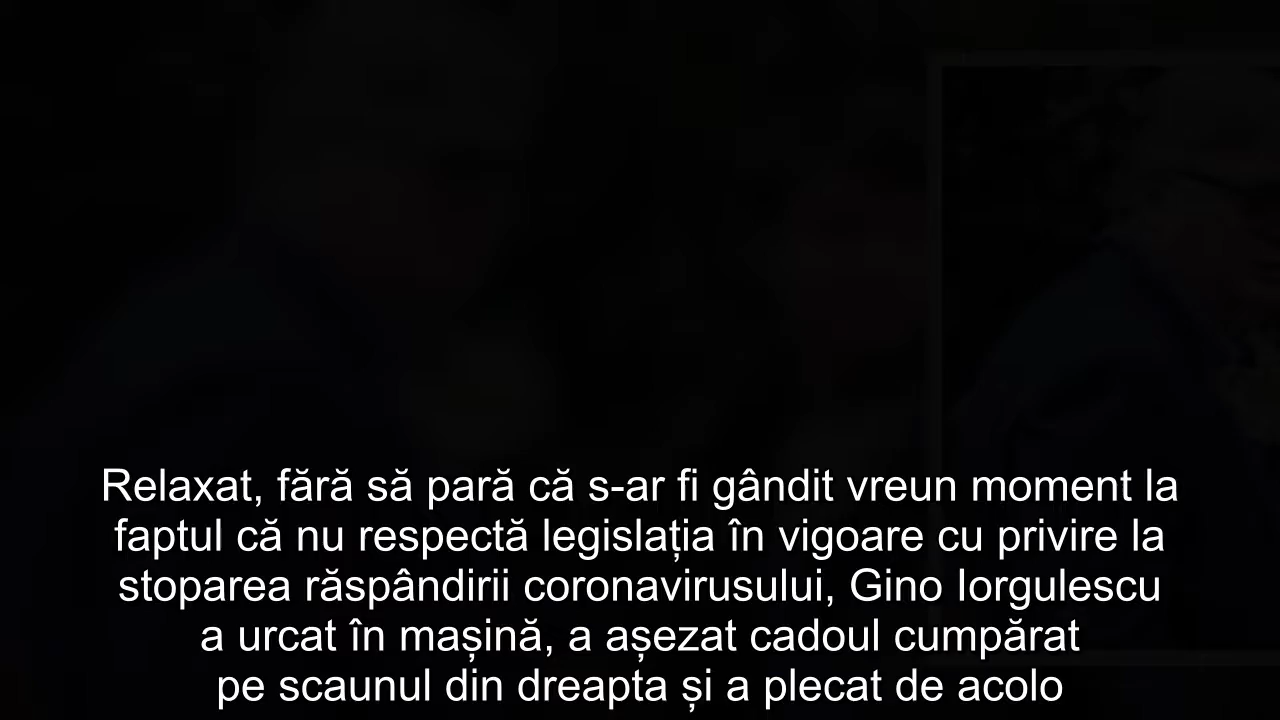 Relaxat, fără să pară că s-ar fi gândit vreun moment la
faptul că nu respectă legislația în vigoare cu privire la
stoparea răspândirii coronavirusului, Gino Iorgulescu
a urcat în mașină, a așezat cadoul cumpărat
pe scaunul din dreapta și a plecat de acolo